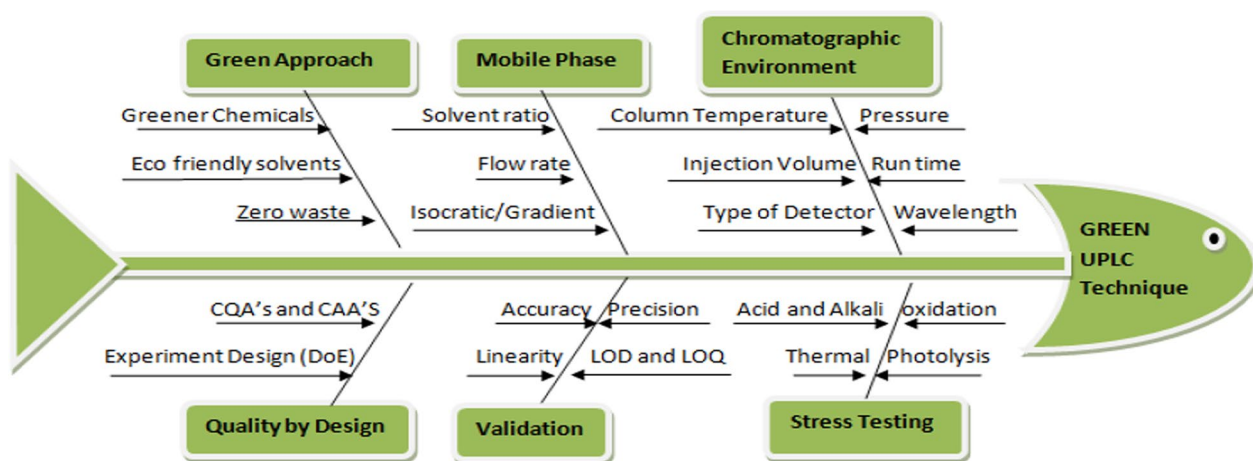 Green Approach
Mobile Phase
Chromatographic
Environment
Greener Chemicals
Solvent ratio
Column Temperature
Pressure
Eco friendly solvents
Flow rate
Injection Volume
Run time
Zero waste
Isocratic/Gradient
Type of Detector
Wavelength
GREEN
UPLC
Technique
CQA's and CAA'S
Accuracy
Precision
Acid and Alkali
oxidation
Experiment Design (DoE)
Linearity
LOD and LOQ
Thermal
Photolysis
Quality by Design
Validation
Stress Testing